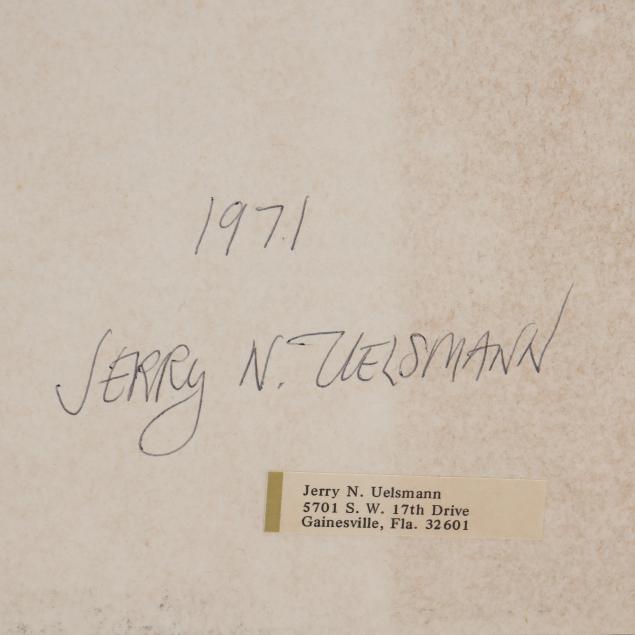 1971
JERRY N. UELSMANN
Jerry N. Uelsmann
5701 S. W. 17th Drive
Gainesville, Fla. 32601